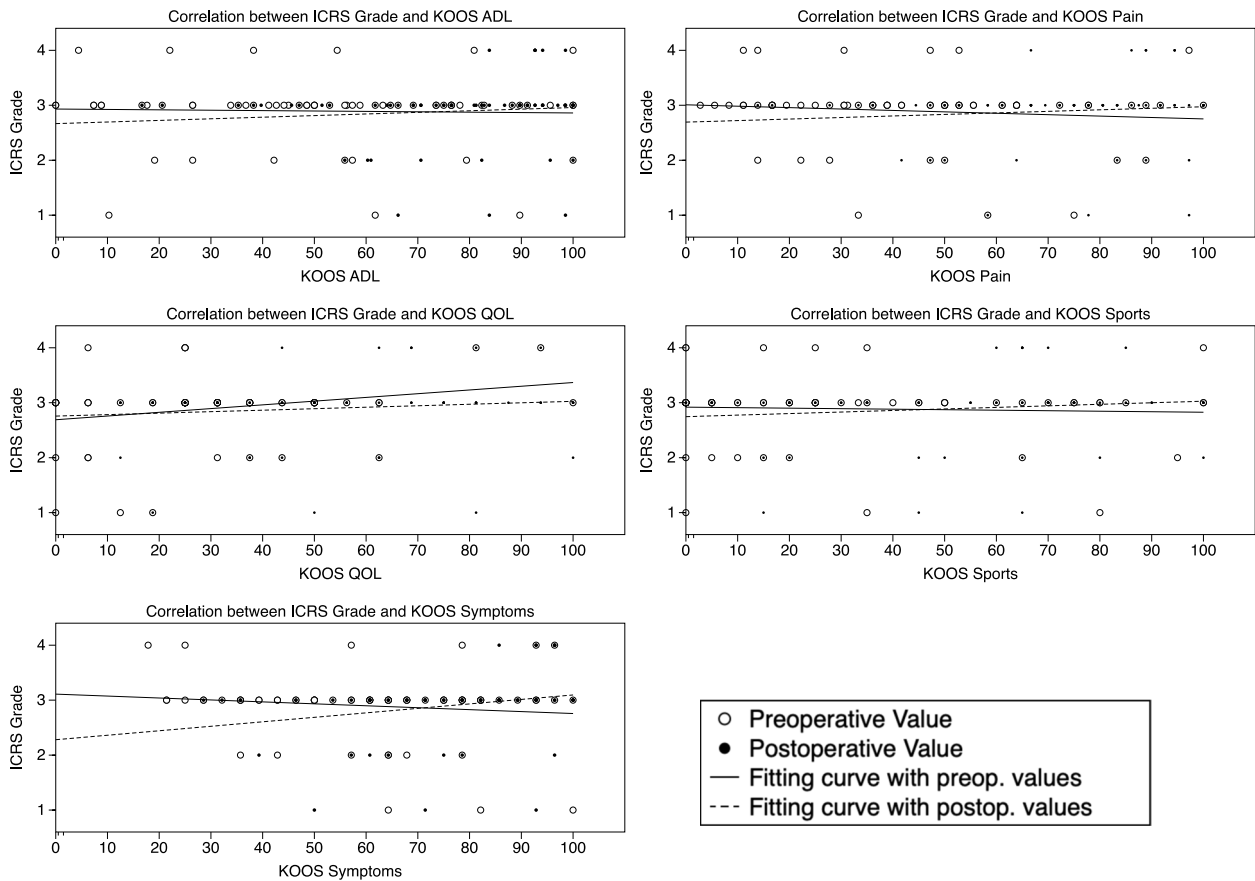 Correlation between ICRS Grade and KOOS ADL
ICRS Grade
4
3
2
1
0 10 20 30 40 50 60 70 80 90 100
KOOS ADL
Correlation between ICRS Grade and KOOS Pain
ICRS Grade
4
3
2
1
0 10 20 30 40 50 60 70 80 90 100
KOOS Pain
Correlation between ICRS Grade and KOOS QOL
ICRS Grade
4
3
2
1
0 10 20 30 40 50 60 70 80 90 100
KOOS QOL
Correlation between ICRS Grade and KOOS Sports
ICRS Grade
4
3
2
1
0 10 20 30 40 50 60 70 80 90 100
KOOS Sports
Correlation between ICRS Grade and KOOS Symptoms
ICRS Grade
4
3
2
1
0 10 20 30 40 50 60 70 80 90 100
KOOS Symptoms
Preoperative Value
Postoperative Value
Fitting curve with preop. values
Fitting curve with postop. values